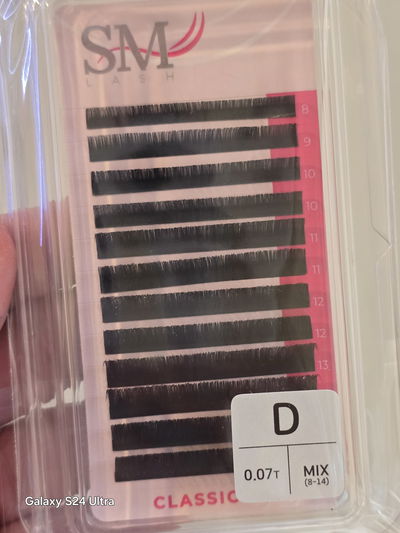 SM
LASH
8
9
10
10
11
11
12
12
13
D
0.07T
MIX
(8-14)
CLASSIC
Galaxy S24 Ultra